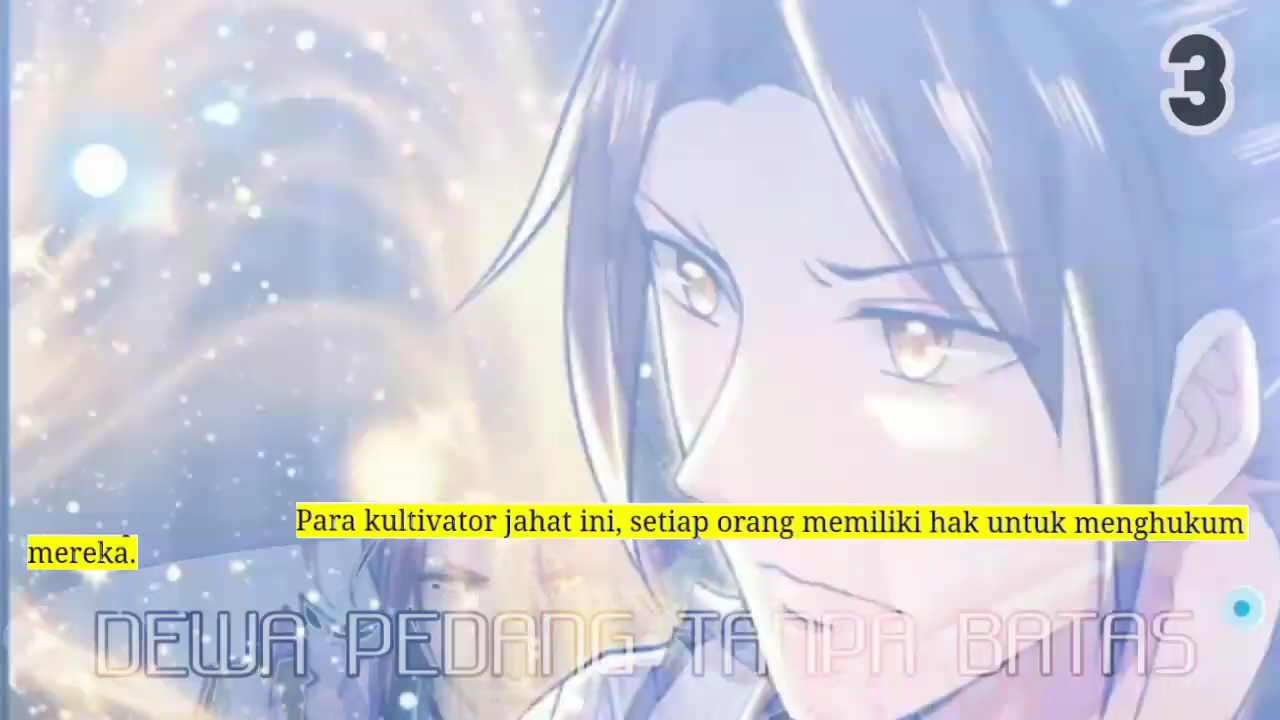 3
Para kultivator jahat ini, setiap orang memiliki hak untuk menghukum
mereka.
DEWA PEDANG TANPA BATAS